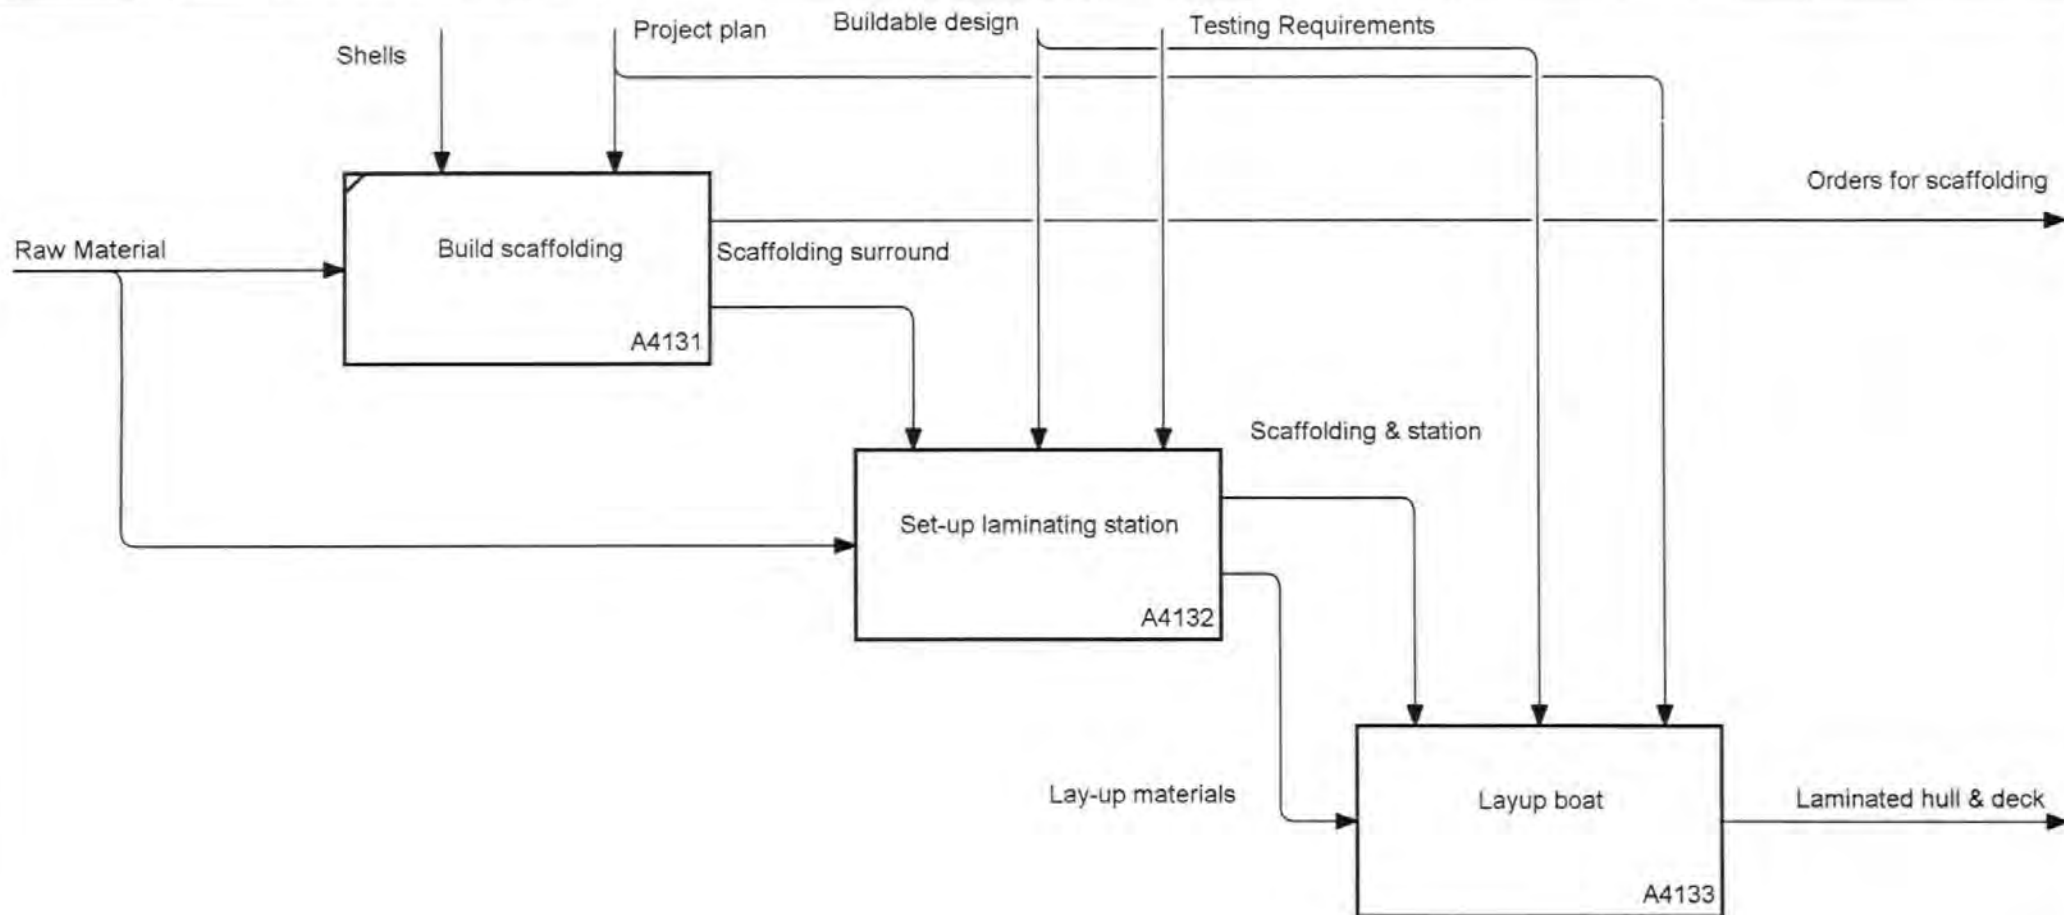 Buildable design
Testing Requirements
Project plan
Shells
Orders for scaffolding
Raw Material
Build scaffolding
Scaffolding surround
A4131
Scaffolding & station
Set-up laminating station
A4132
Lay-up materials
Layup boat
Laminated hull & deck
A4133